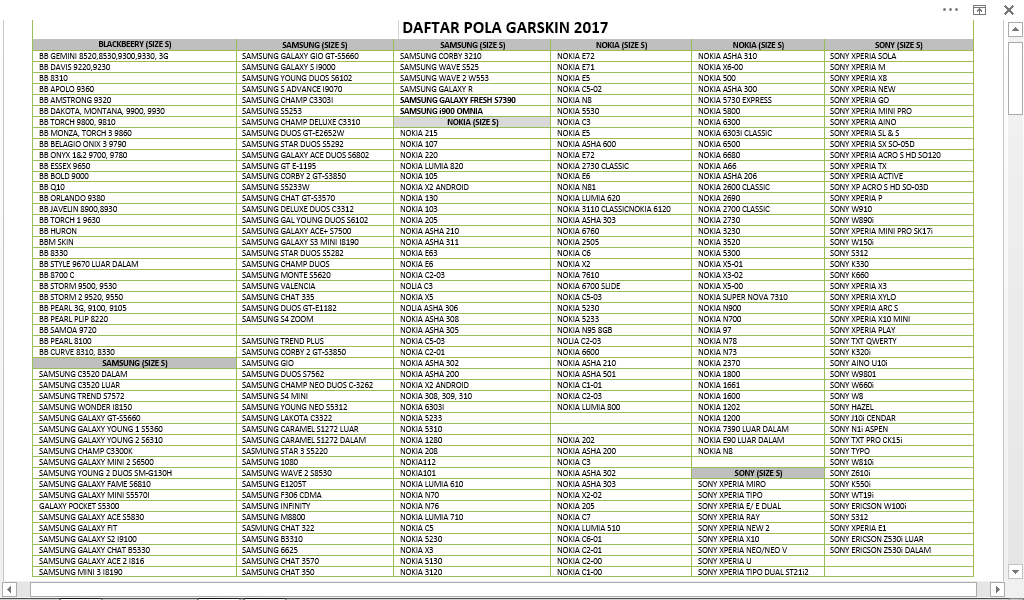 DAFTAR POLA GARSKIN 2017
BLACKBEERY (SIZE S)
BB GEMINI 8520,8530,9300,9330, 3G
BB DAVIS 9220,9230
BB 8310
BB APOLO 9360
BB AMSTRONG 9320
BB DAKOTA, MONTANA, 9900, 9930
BB TORCH 9800, 9810
BB MONZA, TORCH 3 9860
BB BELAGIO ONIX 3 9790
BB ONYX 1&2 9700, 9780
BB ESSEX 9650
BB BOLD 9000
BB Q10
BB ORLANDO 9380
BB JAVELIN 8900,8930
BB TORCH 1 9630
BB HURON
BBM SKIN
BB 8330
BB STYLE 9670 LUAR DALAM
BB 8700 C
BB STORM 9500, 9530
BB STORM 2 9520, 9550
BB PEARL 3G, 9100, 9105
BB PEARL PLIP 8220
BB SAMOA 9720
BB PEARL 8100
BB CURVE 8310, 8330
SAMSUNG (SIZE S)
SAMSUNG C3520 DALAM
SAMSUNG C3520 LUAR
SAMSUNG TREND S7572
SAMSUNG WONDER I8150
SAMSUNG GALAXY GT-S5660
SAMSUNG GALAXY YOUNG 1 S5360
SAMSUNG GALAXY YOUNG 2 S6310
SAMSUNG CHAMP C3300K
SAMSUNG GALAXY MINI 2 S6500
SAMSUNG YOUNG 2 DUOS SM-G130H
SAMSUNG GALAXY FAME S6810
SAMSUNG GALAXY MINI S5570I
GALAXY POCKET S5300
SAMSUNG GALAXY ACE S5830
SAMSUNG GALAXY FIT
SAMSUNG GALAXY S2 I9100
SAMSUNG GALAXY CHAT B5330
SAMSUNG GALAXY ACE 2 I816
SAMSUNG MINI 3 I8190
SAMSUNG (SIZE S)
SAMSUNG GALAXY GIO GT-S5660
SAMSUNG GALAXY S I9000
SAMSUNG YOUNG DUOS S6102
SAMSUNG S ADVANCE I9070
SAMSUNG CHAMP C3303I
SAMSUNG S5253
SAMSUNG CHAMP DELUXE C3310
SAMSUNG DUOS GT-E2652W
SAMSUNG STAR DUOS S5292
SAMSUNG GALAXY ACE DUOS S6802
SAMSUNG GT E-1195
SAMSUNG CORBY 2 GT-S3850
SAMSUNG S5233W
SAMSUNG CHAT GT-S3570
SAMSUNG DELUXE DUOS C3312
SAMSUNG GAL YOUNG DUOS S6102
SAMSUNG GALAXY ACE+ S7500
SAMSUNG GALAXY S3 MINI I8190
SAMSUNG STAR DUOS S5282
SAMSUNG CHAMP DUOS
SAMSUNG MONTE S5620
SAMSUNG VALENCIA
SAMSUNG CHAT 335
SAMSUNG DUOS GT-E1182
SAMSUNG S4 ZOOM
SAMSUNG TREND PLUS
SAMSUNG CORBY 2 GT-S3850
SAMSUNG GIO
SAMSUNG DUOS S7562
SAMSUNG CHAMP NEO DUOS C-3262
SAMSUNG S4 MINI
SAMSUNG YOUNG NEO S5312
SAMSUNG LAKOTA C3322
SAMSUNG CARAMEL S1272 LUAR
SAMSUNG CARAMEL S1272 DALAM
SAMSUNG STAR 3 S5220
SAMSUNG 1080
SAMSUNG WAVE 2 S8530
SAMSUNG E1205T
SAMSUNG F306 CDMA
SAMSUNG INFINITY
SAMSUNG M8800
SAMSUNG CHAT 322
SAMSUNG B3310
SAMSUNG 6625
SAMSUNG CHAT 3570
SAMSUNG CHAT 350
SAMSUNG (SIZE S)
SAMSUNG CORBY 3210
SAMSUNG WAVE S525
SAMSUNG WAVE 2 W553
SAMSUNG GALAXY R
SAMSUNG GALAXY FRESH S7390
SAMSUNG i900 OMNIA
NOKIA (SIZE S)
NOKIA 215
NOKIA 107
NOKIA 220
NOKIA LUMIA 820
NOKIA 105
NOKIA X2 ANDROID
NOKIA 130
NOKIA 103
NOKIA 205
NOKIA ASHA 210
NOKIA ASHA 311
NOKIA E63
NOKIA E6
NOKIA C2-03
NOLIA C3
NOKIA X5
NOLIA ASHA 306
NOKIA ASHA 308
NOKIA ASHA 305
NOKIA C5-03
NOKIA C2-01
NOKIA ASHA 302
NOKIA ASHA 200
NOKIA X2 ANDROID
NOKIA 308, 309, 310
NOKIA 6303I
NOKIA 5233
NOKIA 5310
NOKIA 1280
NOKIA 208
NOKIA112
NOKIA101
NOKIA LUMIA 610
NOKIA N70
NOKIA N76
NOKIA LUMIA 710
NOKIA C5
NOKIA 5230
NOKIA X3
NOKIA 5130
NOKIA 3120
NOKIA (SIZE S)
NOKIA E72
NOKIA E71
NOKIA E5
NOKIA C5-02
NOKIA N8
NOKIA 5530
NOKIA C3
NOKIA E5
NOKIA ASHA 600
NOKIA E72
NOKIA 2730 CLASSIC
NOKIA E6
NOKIA N81
NOKIA LUMIA 620
NOKIA 3110 CLASSICNOKIA 6120
NOKIA ASHA 303
NOKIA 6760
NOKIA 2505
NOKIA C6
NOKIA X2
NOKIA 7610
NOKIA 6700 SLIDE
NOKIA C5-03
NOKIA 5230
NOKIA 5233
NOKIA N95 8GB
NOLIA C2-03
NOKIA 6600
NOKIA ASHA 210
NOKIA ASHA 501
NOKIA C1-01
NOKIA C2-03
NOKIA LUMIA 800
NOKIA 202
NOKIA ASHA 200
NOKIA C3
NOKIA ASHA 302
NOKIA ASHA 303
NOKIA X2-02
NOKIA 205
NOKIA C7
NOKIA LUMIA 510
NOKIA C6-01
NOKIA C2-01
NOKIA C2-00
NOKIA C1-00
NOKIA (SIZE S)
NOKIA ASHA 310
NOKIA X6-00
NOKIA 500
NOKIA ASHA 300
NOKIA 5730 EXPRESS
NOKIA 5800
NOKIA 6300
NOKIA 6303I CLASSIC
NOKIA 6500
NOKIA 6680
NOKIA A66
NOKIA ASHA 206
NOKIA 2600 CLASSIC
NOKIA 2690
NOKIA 2700 CLASSIC
NOKIA 2730
NOKIA 3230
NOKIA 3520
NOKIA 5300
NOKIA X5-01
NOKIA X3-02
NOKIA X5-00
NOKIA SUPER NOVA 7310
NOKIA N900
NOKIA N700
NOKIA 97
NOKIA N78
NOKIA N73
NOKIA 2370
NOKIA 1800
NOKIA 1661
NOKIA 1600
NOKIA 1202
NOKIA 1200
NOKIA 7390 LUAR DALAM
NOKIA E90 LUAR DALAM
NOKIA N8
SONY (SIZE S)
SONY XPERIA MIRO
SONY XPERIA TIPO
SONY XPERIA E/ E DUAL
SONY XPERIA RAY
SONY XPERIA NEW 2
SONY XPERIA X10
SONY XPERIA NEO/NEO V
SONY XPERIA U
SONY XPERIA TIPO DUAL ST21i2
SONY (SIZE S)
SONY XPERIA SOLA
SONY XPERIA M
SONY XPERIA X8
SONY XPERIA NEW
SONY XPERIA GO
SONY XPERIA MINI PRO
SONY XPERIA AINO
SONY XPERIA SL & S
SONY XPERIA SX SO-05D
SONY XPERIA ACRO S HD SO120
SONY XPERIA TX
SONY XPERIA ACTIVE
SONY XP ACRO S HD SO-03D
SONY XPERIA P
SONY W910
SONY W890i
SONY XPERIA MINI PRO SK17i
SONY W150i
SONY S312
SONY K330
SONY K660
SONY XPERIA X3
SONY XPERIA XYLO
SONY XPERIA ARC S
SONY XPERIA X10 MINI
SONY XPERIA PLAY
SONY TXT QWERTY
SONY K320i
SONY AINO U10i
SONY W9801
SONY W660i
SONY W8
SONY HAZEL
SONY J10i CENDAR
SONY N1i ASPEN
SONY TXT PRO CK15i
SONY TYPO
SONY W810i
SONY Z610i
SONY K550i
SONY WT19i
SONY ERICSON W100i
SONY S312
SONY XPERIA E1
SONY ERICSON Z530i LUAR
SONY ERICSON Z530i DALAM